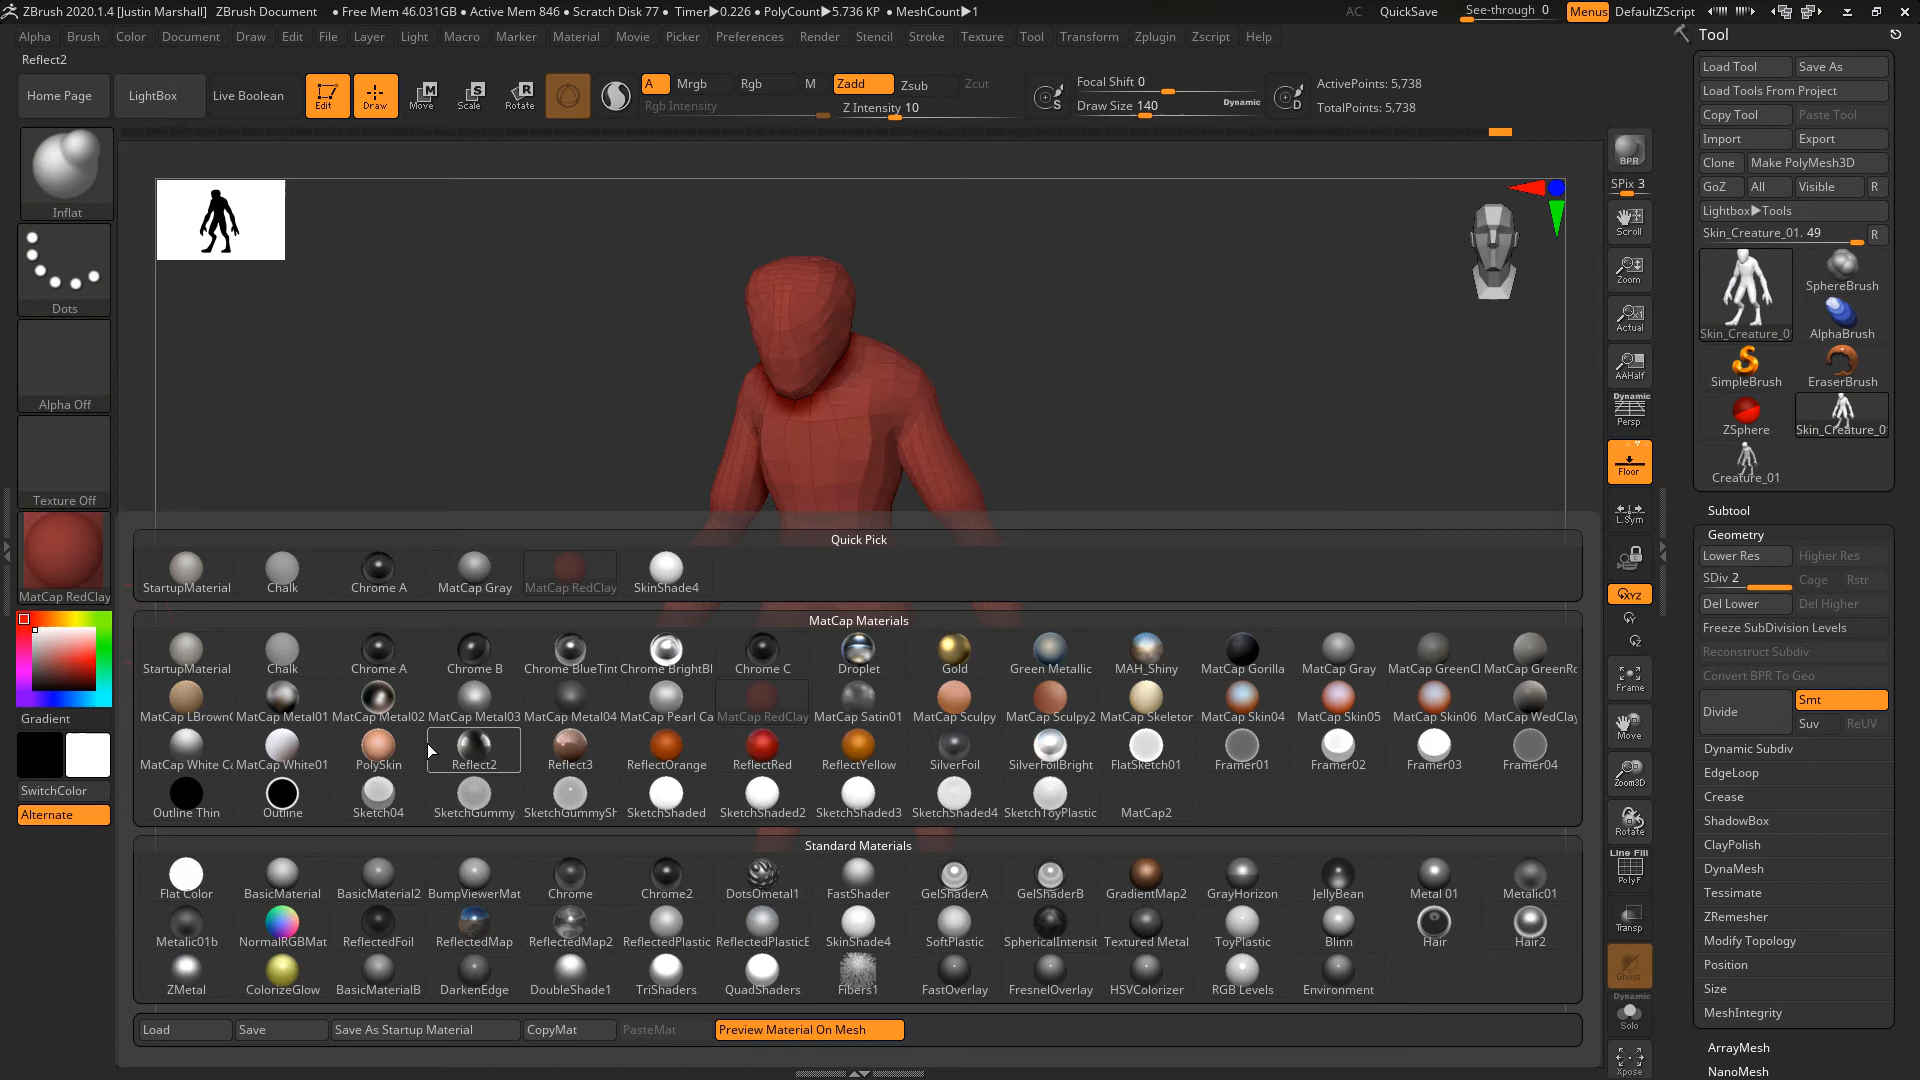 ZBrush 2020.1.4 [Justin Marshall] ZBrush Document ● Free Mem 46.031GB ● Active Mem 846 ● Scratch Disk 77 ● Timer▶0.226 ● PolyCount▶5.736 KP ● MeshCount▶1 AC QuickSave See-through 0 Menus DefaultZScript
Alpha Brush Color Document Draw Edit File Layer Light Macro Marker Material Movie Picker Preferences Render Stencil Stroke Texture Tool Transform Zplugin Zscript Help
Reflect2
Home Page LightBox Live Boolean Edit Draw Move Scale Rotate
A Mrgb Rgb M Zadd Zsub Zcut
Rgb Intensity Z Intensity 10
S Focal Shift 0
Draw Size 140 Dynamic D
ActivePoints: 5,738
TotalPoints: 5,738
Inflat
Dots
Alpha Off
Texture Off
MatCap RedClay
Gradient
SwitchColor
Alternate
Quick Pick
StartupMaterial Chalk Chrome A MatCap Gray MatCap RedClay SkinShade4
MatCap Materials
StartupMaterial Chalk Chrome A Chrome B Chrome BlueTint Chrome BrightBl Chrome C Droplet Gold Green Metallic MAH_Shiny MatCap Gorilla MatCap Gray MatCap GreenCl MatCap GreenRo
MatCap LBrown MatCap Metal01 MatCap Metal02 MatCap Metal03 MatCap Metal04 MatCap Pearl Ca MatCap RedClay MatCap Satin01 MatCap Sculpy MatCap Sculpy2 MatCap Skeletor MatCap Skin04 MatCap Skin05 MatCap Skin06 MatCap WedClay
MatCap White Ca MatCap White01 PolySkin Reflect2 Reflect3 ReflectOrange ReflectRed ReflectYellow SilverFoil SilverFoilBright FlatSketch01 Framer01 Framer02 Framer03 Framer04
Outline Thin Outline Sketch04 SketchGummy SketchGummySh SketchShaded SketchShaded2 SketchShaded3 SketchShaded4 SketchToyPlastic MatCap2
Standard Materials
Flat Color BasicMaterial BasicMaterial2 BumpViewerMat Chrome Chrome2 DotsOmetal1 FastShader GelShaderA GelShaderB GradientMap2 GrayHorizon JellyBean Metal 01 Metalic01
Metalic01b NormalRGBMat ReflectedFoil ReflectedMap ReflectedMap2 ReflectedPlastic ReflectedPlasticB SkinShade4 SoftPlastic SphericalIntensit Textured Metal ToyPlastic Blinn Hair Hair2
ZMetal ColorizeGlow BasicMaterialB DarkenEdge DoubleShade1 TriShaders QuadShaders Fibers1 FastOverlay FresnelOverlay HSVColorizer RGB Levels Environment
Load Save Save As Startup Material CopyMat PasteMat Preview Material On Mesh
BPR
SPix 3
Scroll
Zoom
Actual
AAHalf
Dynamic
Persp
Floor
L.Sym
XYZ
Frame
Move
Zoom3D
Rotate
Line Fill
PolyF
Transp
Ghost
Dynamic
Solo
Xpose
Tool
Load Tool Save As
Load Tools From Project
Copy Tool Paste Tool
Import Export
Clone Make PolyMesh3D
GoZ All Visible R
Lightbox▶Tools
Skin_Creature_01. 49 R
Skin_Creature_0 SphereBrush
AlphaBrush
SimpleBrush EraserBrush
ZSphere Skin_Creature_0
Creature_01
Subtool
Geometry
Lower Res Higher Res
SDiv 2 Cage Rstr
Del Lower Del Higher
Freeze SubDivision Levels
Reconstruct Subdiv
Convert BPR To Geo
Divide Smt
Suv ReUV
Dynamic Subdiv
EdgeLoop
Crease
ShadowBox
ClayPolish
DynaMesh
Tessimate
ZRemesher
Modify Topology
Position
Size
MeshIntegrity
ArrayMesh
NanoMesh